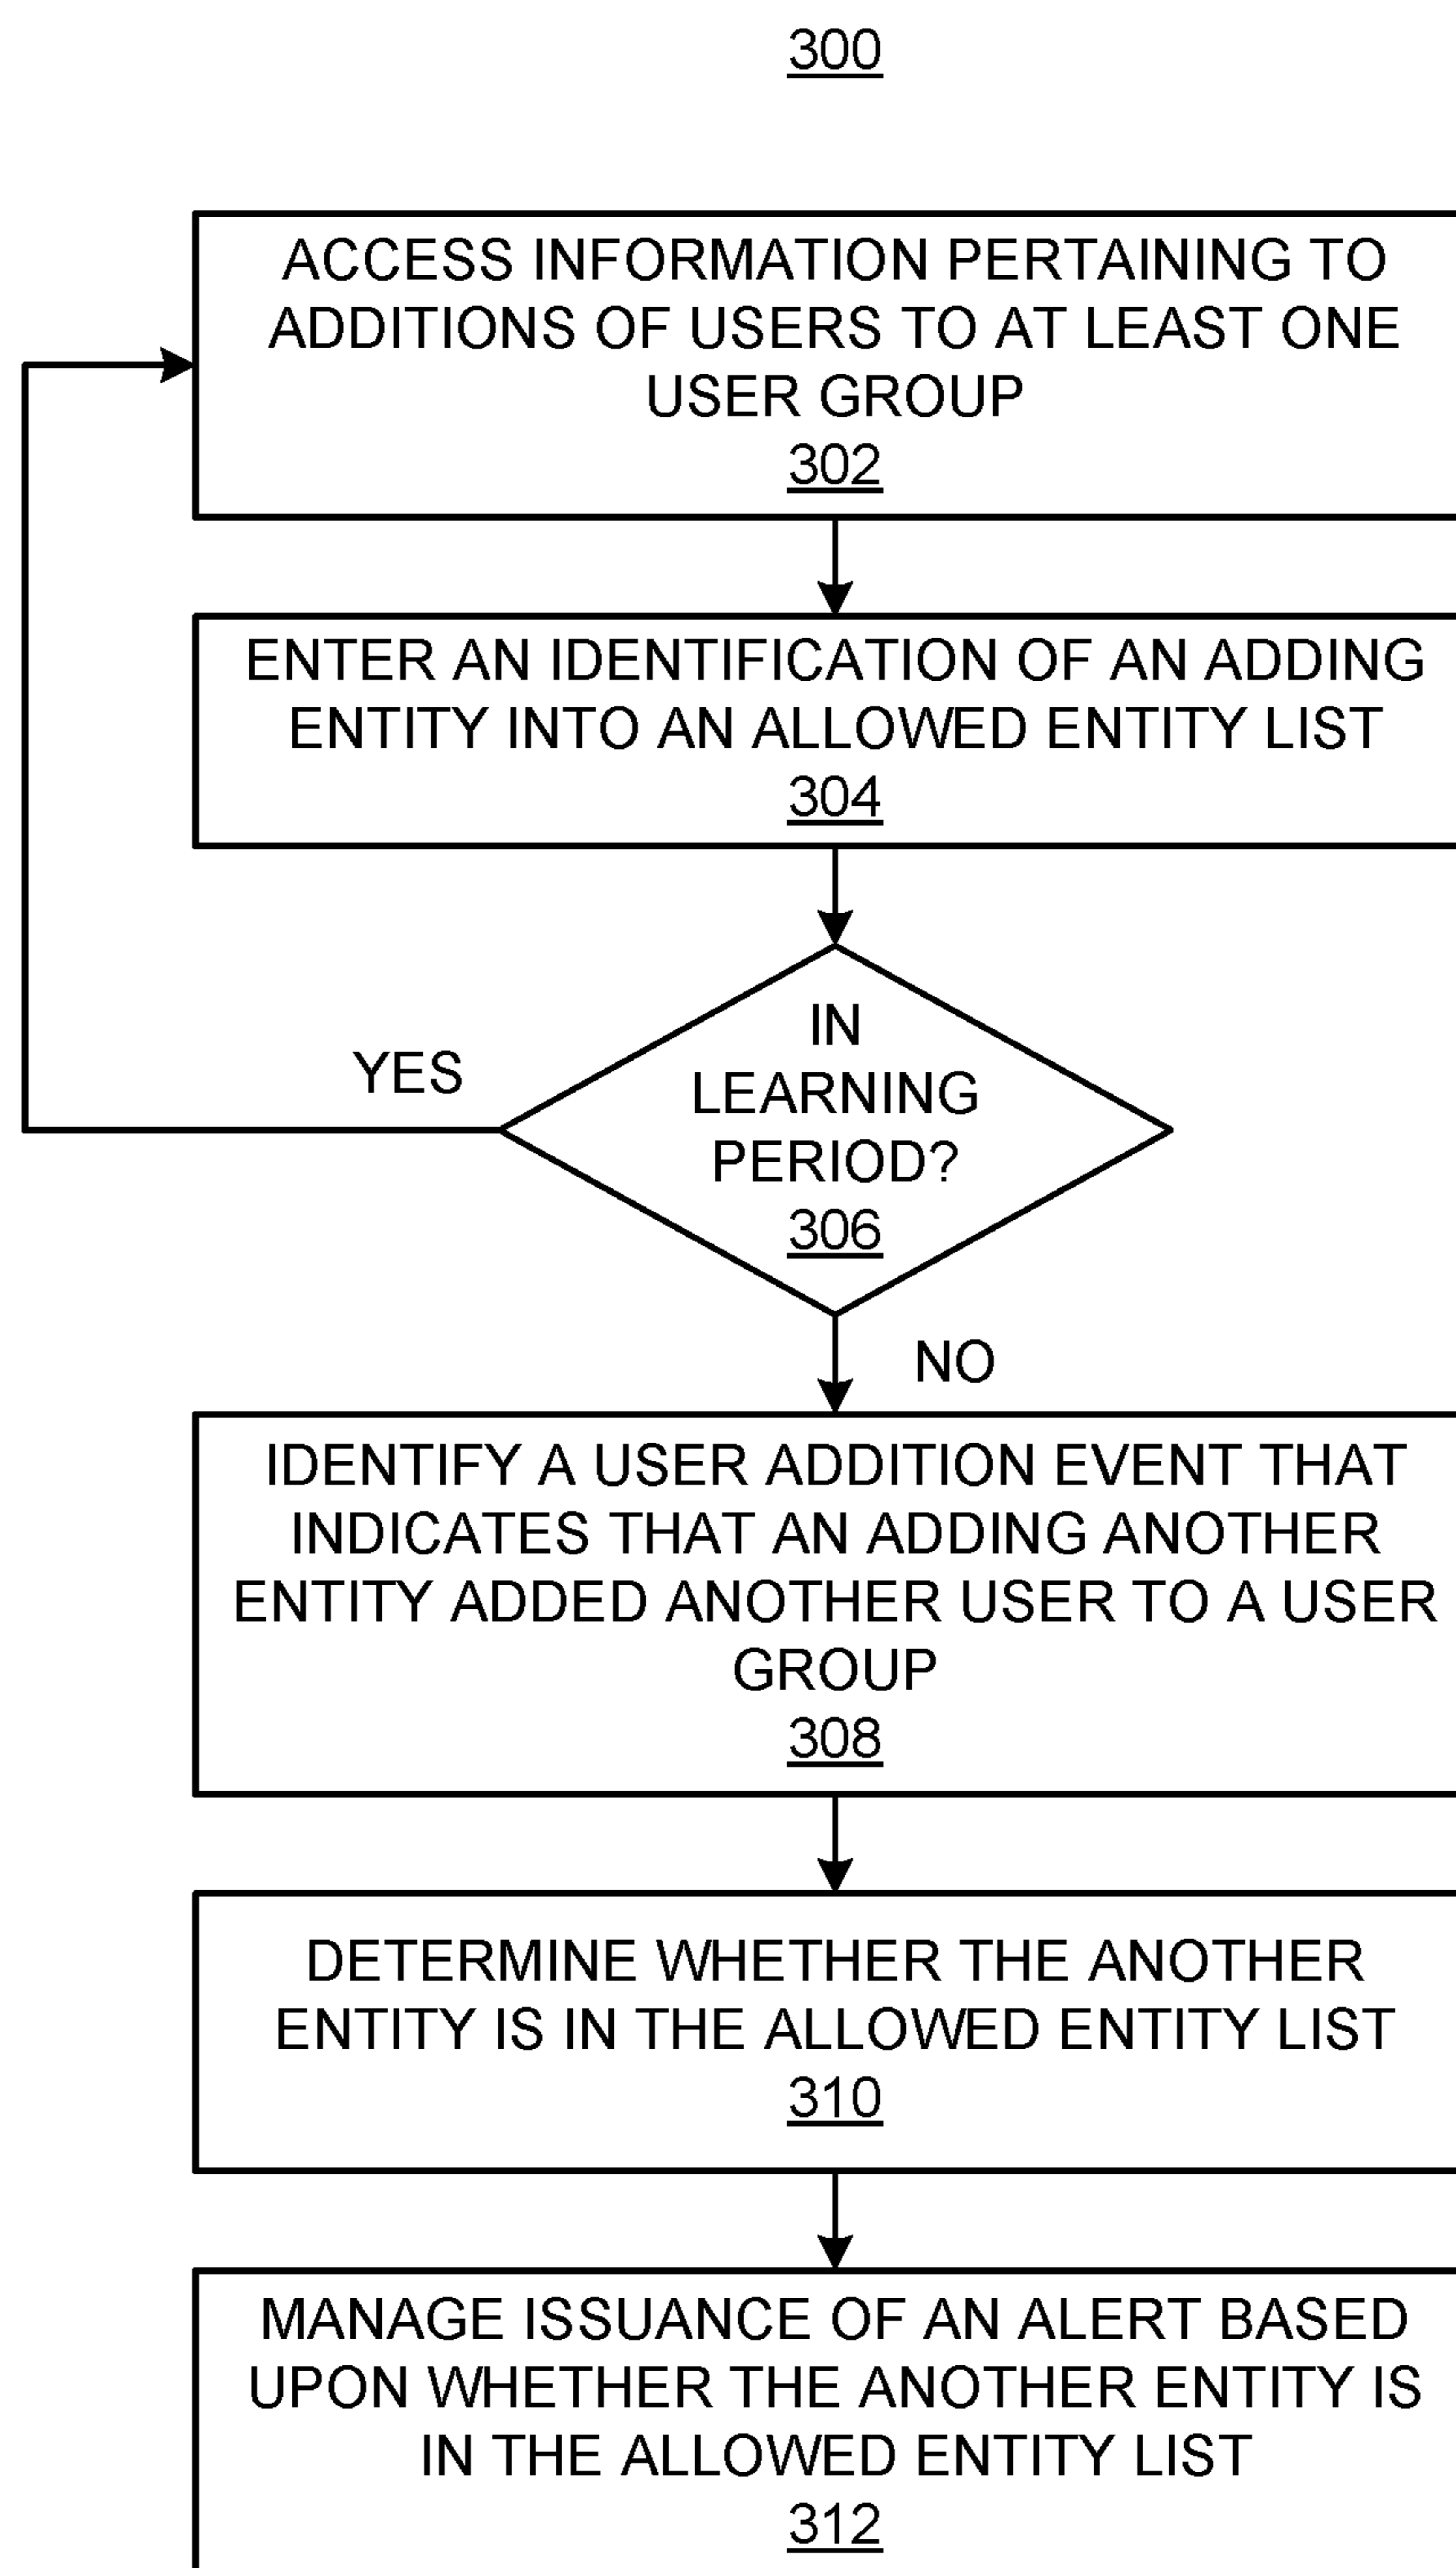 300
ACCESS INFORMATION PERTAINING TO
ADDITIONS OF USERS TO AT LEAST ONE
USER GROUP
302
ENTER AN IDENTIFICATION OF AN ADDING
ENTITY INTO AN ALLOWED ENTITY LIST
304
IN
LEARNING
PERIOD?
306
YES
NO
IDENTIFY A USER ADDITION EVENT THAT
INDICATES THAT AN ADDING ANOTHER
ENTITY ADDED ANOTHER USER TO A USER
GROUP
308
DETERMINE WHETHER THE ANOTHER
ENTITY IS IN THE ALLOWED ENTITY LIST
310
MANAGE ISSUANCE OF AN ALERT BASED
UPON WHETHER THE ANOTHER ENTITY IS
IN THE ALLOWED ENTITY LIST
312